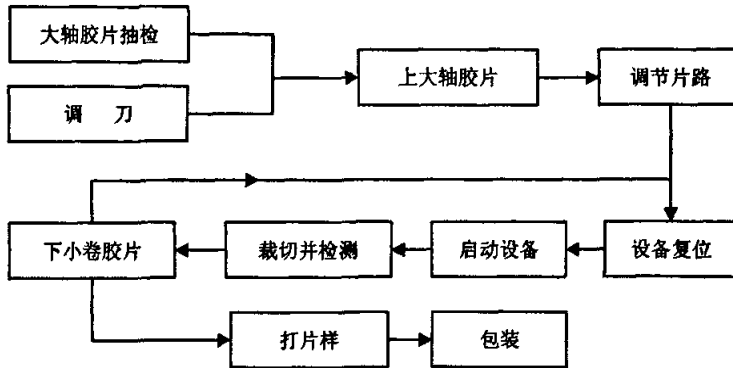 大轴胶片抽检
上大轴胶片
调节片路
调 刀
下小卷胶片
裁切并检测
启动设备
设备复位
打片样
包装